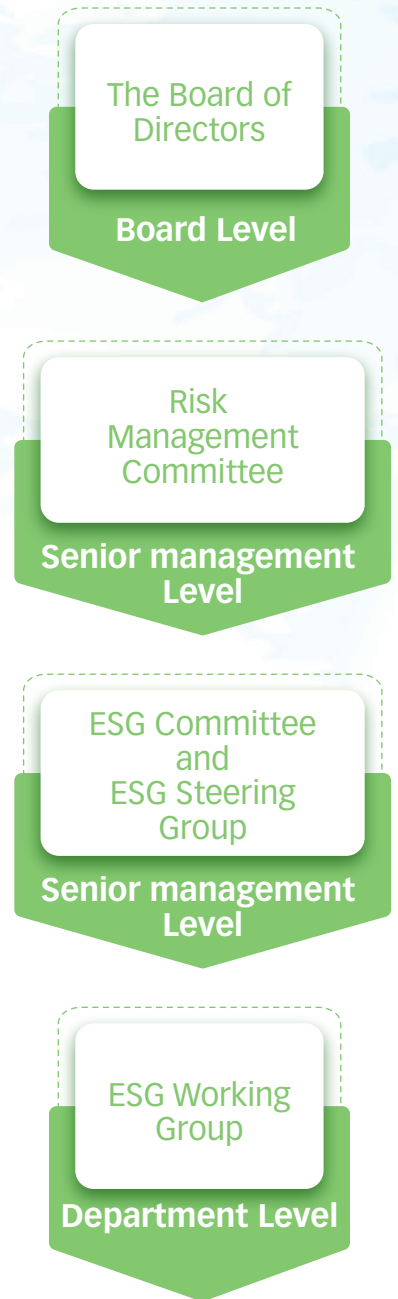 The Board of
Directors
Board Level
Risk
Management
Committee
Senior management
Level
ESG Committee
and
ESG Steering
Group
Senior management
Level
ESG Working
Group
Department Level